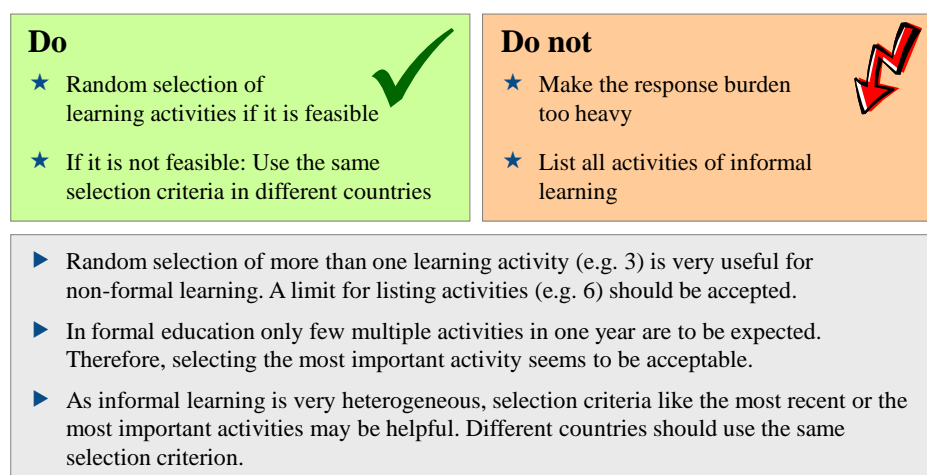 Do
Random selection of
learning activities if it is feasible
If it is not feasible: Use the same
selection criteria in different countries
Do not
Make the response burden
too heavy
List all activities of informal
learning
Random selection of more than one learning activity (e.g. 3) is very useful for
non-formal learning. A limit for listing activities (e.g. 6) should be accepted.
In formal education only few multiple activities in one year are to be expected.
Therefore, selecting the most important activity seems to be acceptable.
As informal learning is very heterogeneous, selection criteria like the most recent or the
most important activities may be helpful. Different countries should use the same
selection criterion.